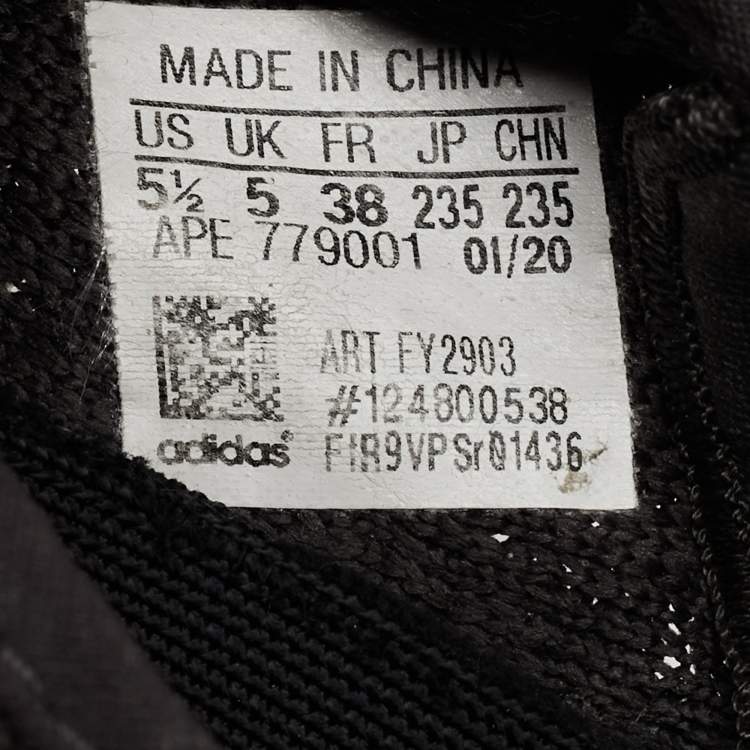 MADE IN CHINA
US UK FR JP CHN
5½ 5 38 235 235
APE 779001 01/20
ART FY2903
#124800538
adidas